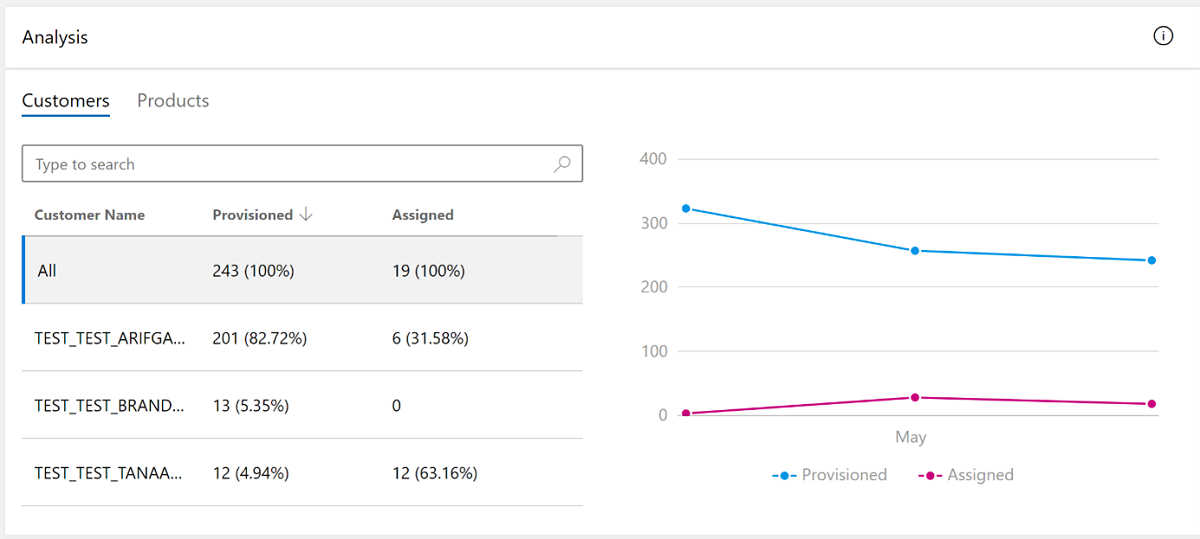 Analysis
Customers Products
Type to search
Customer Name Provisioned Assigned
All 243 (100%) 19 (100%)
TEST_TEST_ARIFGA... 201 (82.72%) 6 (31.58%)
TEST_TEST_BRAND... 13 (5.35%) 0
TEST_TEST_TANAA... 12 (4.94%) 12 (63.16%)
400
300
200
100
0
May
Provisioned Assigned